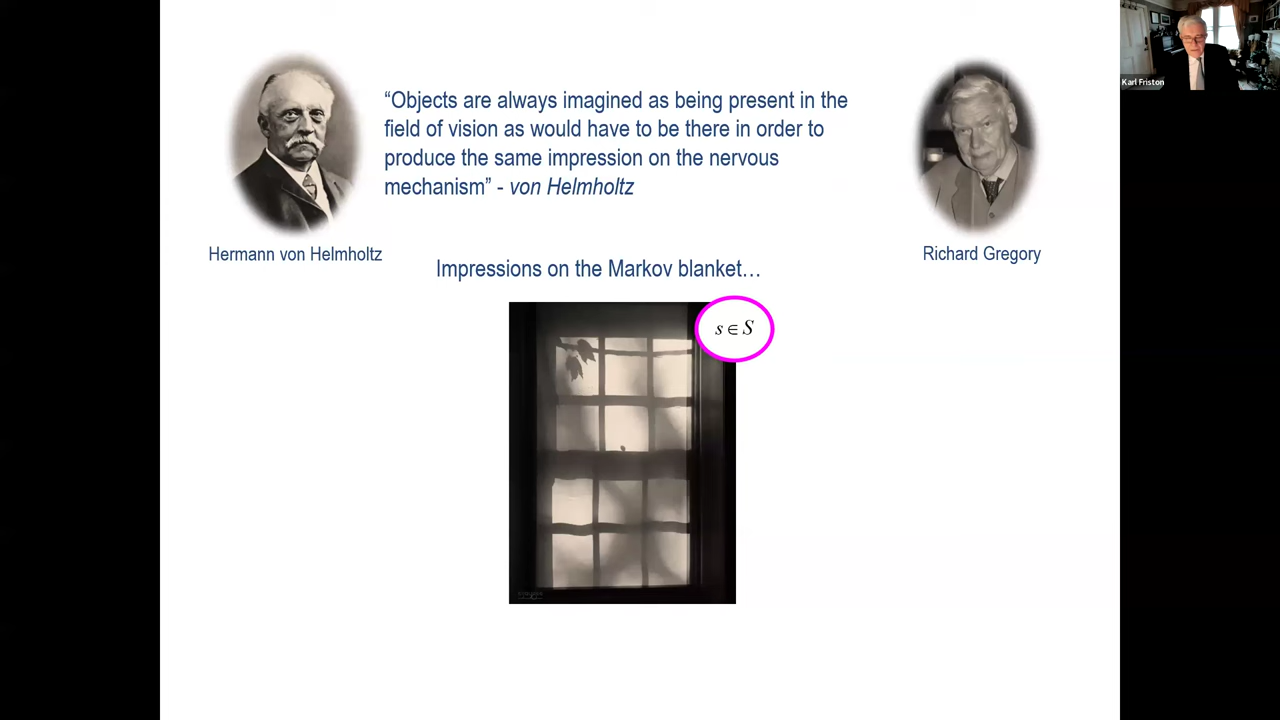 Karl Friston
“Objects are always imagined as being present in the
field of vision as would have to be there in order to
produce the same impression on the nervous
mechanism” - von Helmholtz
Hermann von Helmholtz
Richard Gregory
Impressions on the Markov blanket…
s ∈ S